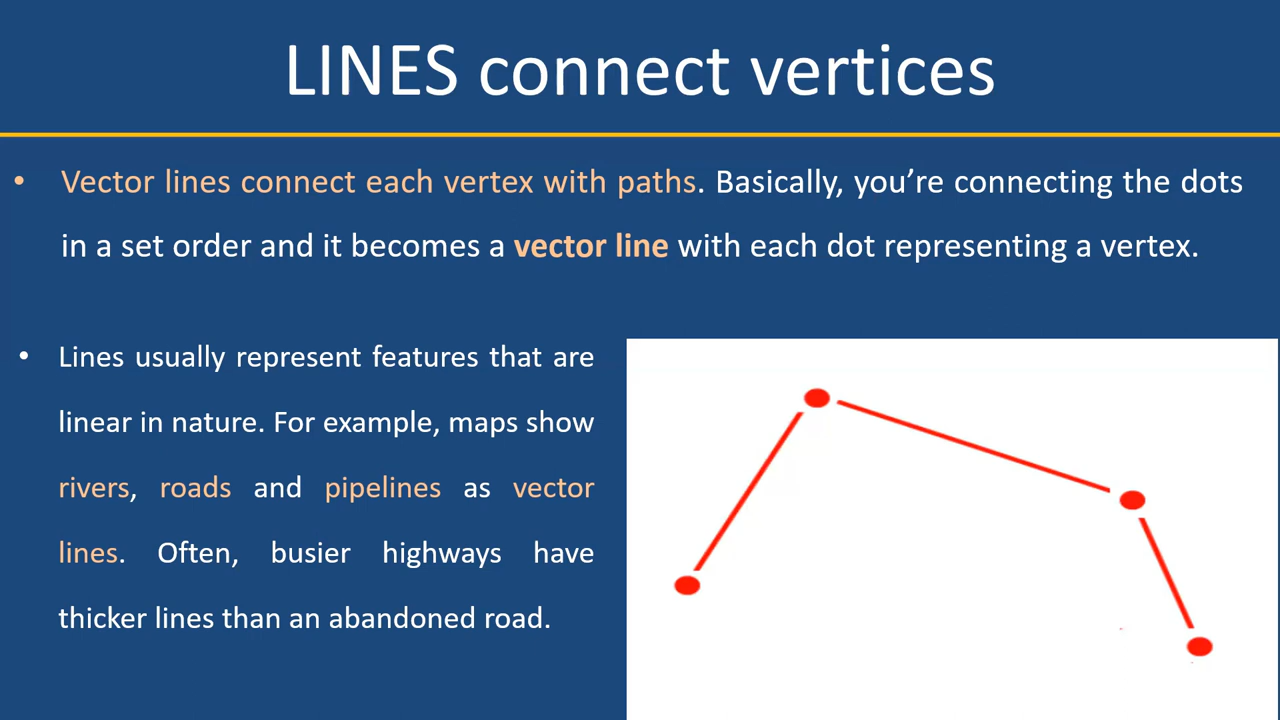 LINES connect vertices
• Vector lines connect each vertex with paths. Basically, you’re connecting the dots
in a set order and it becomes a vector line with each dot representing a vertex.
• Lines usually represent features that are
linear in nature. For example, maps show
rivers, roads and pipelines as vector
lines. Often, busier highways have
thicker lines than an abandoned road.